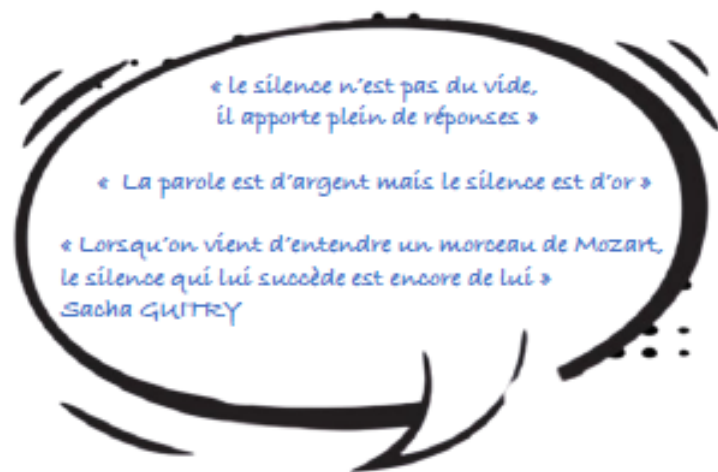 « le silence n'est pas du vide,
il apporte plein de réponses »
« La parole est d'argent mais le silence est d'or »
« Lorsqu'on vient d'entendre un morceau de Mozart,
le silence qui lui succède est encore de lui »
Sacha GUITRY